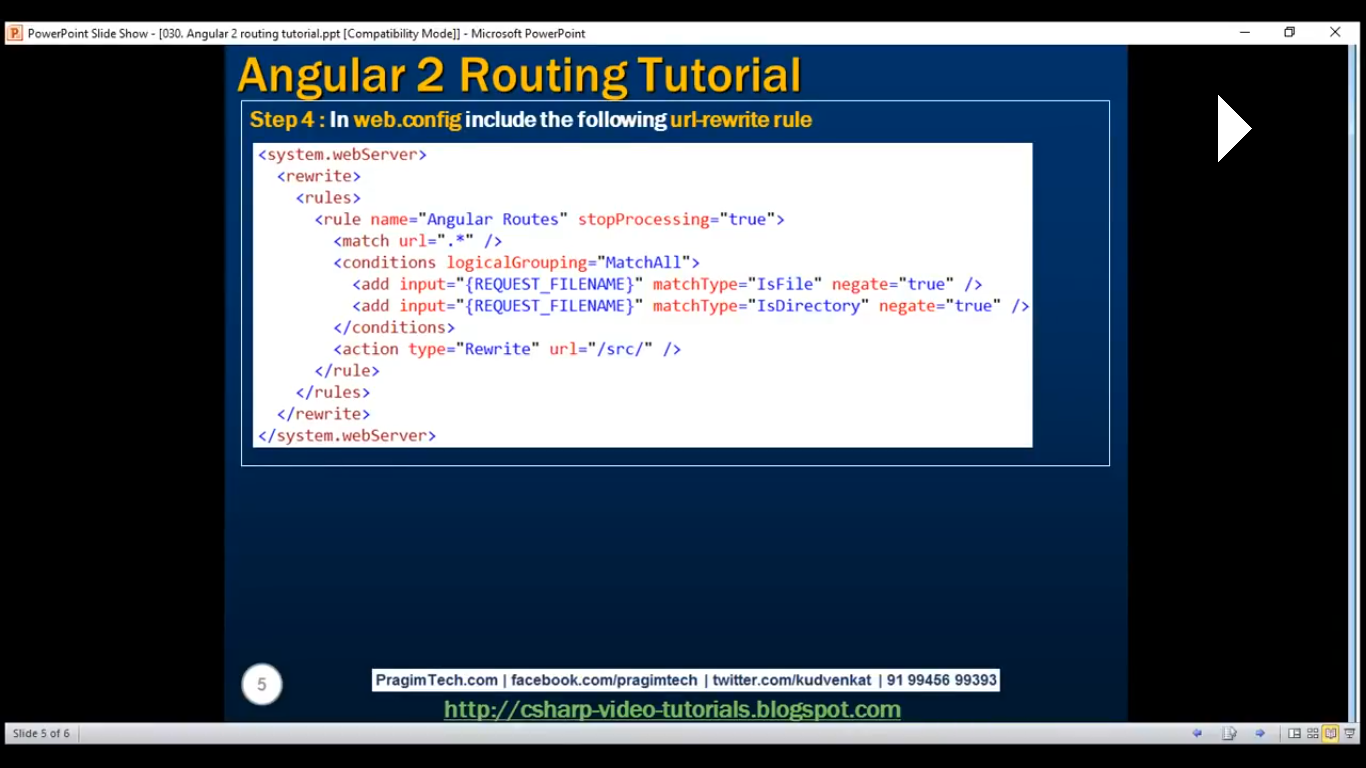 PowerPoint Slide Show - [030. Angular 2 routing tutorial.ppt [Compatibility Mode]] - Microsoft PowerPoint
Angular 2 Routing Tutorial
Step 4 : In web.config include the following url-rewrite rule
<system.webServer>
<rewrite>
<rules>
<rule name="Angular Routes" stopProcessing="true">
<match url=".*" />
<conditions logicalGrouping="MatchAll">
<add input="{REQUEST_FILENAME}" matchType="IsFile" negate="true" />
<add input="{REQUEST_FILENAME}" matchType="IsDirectory" negate="true" />
</conditions>
<action type="Rewrite" url="/src/" />
</rule>
</rules>
</rewrite>
</system.webServer>
5
PragimTech.com | facebook.com/pragimtech | twitter.com/kudvenkat | 91 99456 99393
http://csharp-video-tutorials.blogspot.com
Slide 5 of 6